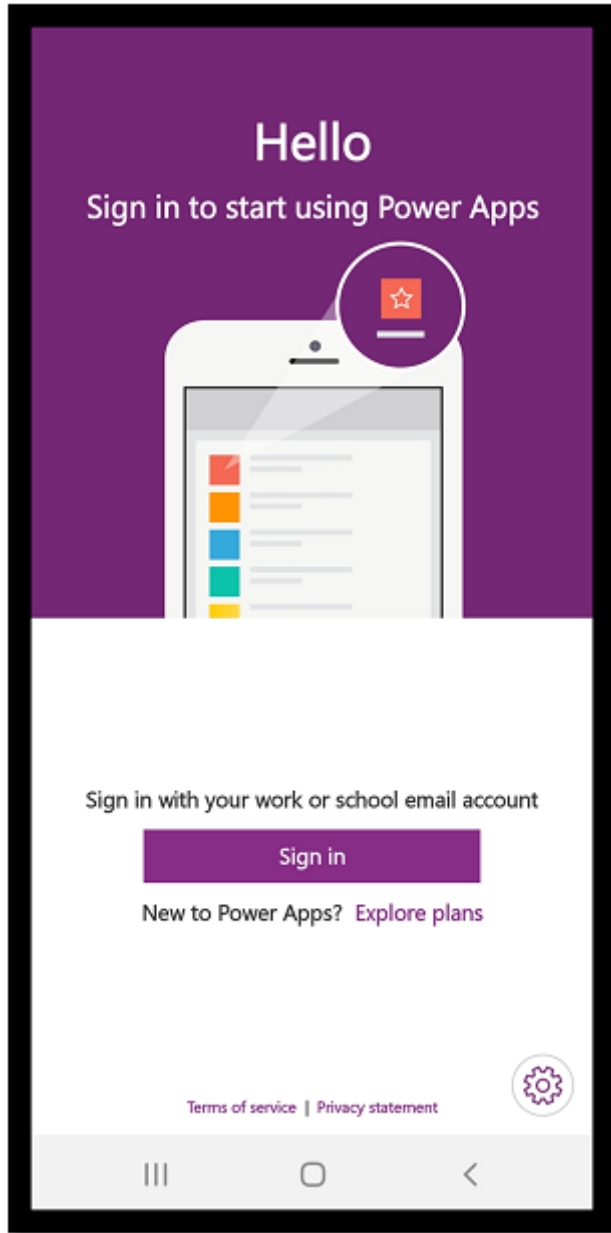 Hello
Sign in to start using Power Apps
Sign in with your work or school email account
Sign in
New to Power Apps? Explore plans
Terms of service | Privacy statement